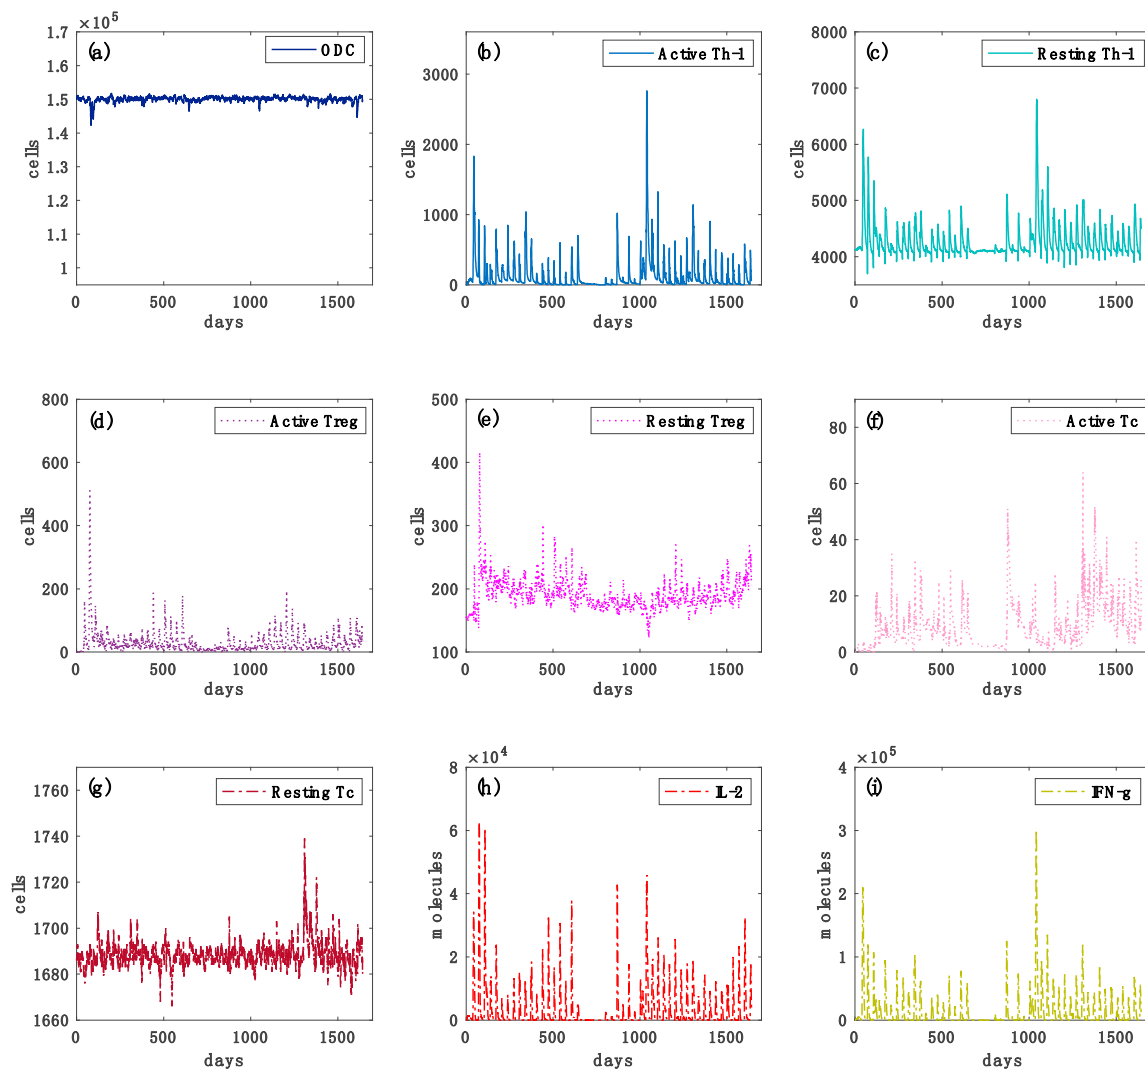 ×10^5
(a)
ODC
1.7
1.6
1.5
1.4
1.3
1.2
1.1
1
cells
0
500
1000
1500
days
(b)
Active Th-1
3000
2000
1000
0
cells
0
500
1000
1500
days
(c)
Resting Th-1
8000
7000
6000
5000
4000
cells
0
500
1000
1500
days
(d)
Active Treg
800
600
400
200
0
cells
0
500
1000
1500
days
(e)
Resting Treg
500
400
300
200
100
cells
0
500
1000
1500
days
(f)
Active Tc
80
60
40
20
0
cells
0
500
1000
1500
days
(g)
Resting Tc
1760
1740
1720
1700
1680
1660
cells
0
500
1000
1500
days
×10^4
(h)
IL-2
8
6
4
2
0
molecules
0
500
1000
1500
days
×10^5
(i)
IFN-g
4
3
2
1
0
molecules
0
500
1000
1500
days